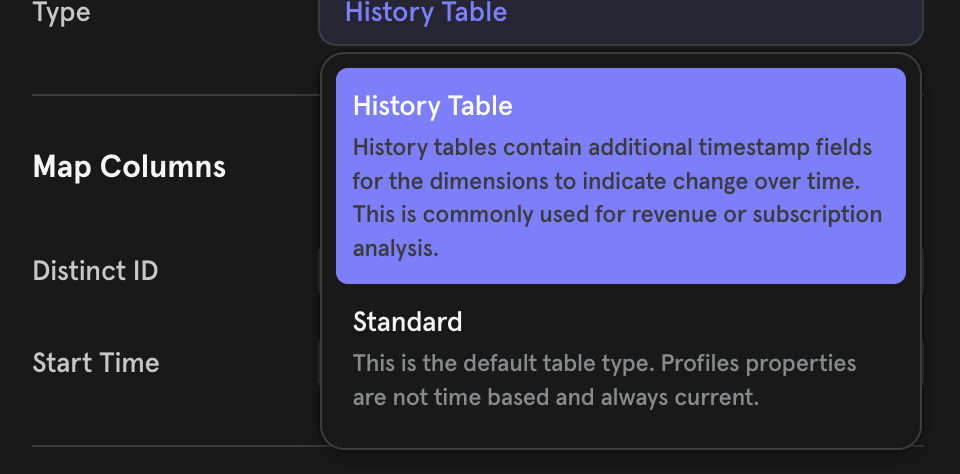 Type
History Table
History Table
History tables contain additional timestamp fields
for the dimensions to indicate change over time.
This is commonly used for revenue or subscription
analysis.
Map Columns
Distinct ID
Standard
Start Time
This is the default table type. Profiles properties
are not time based and always current.